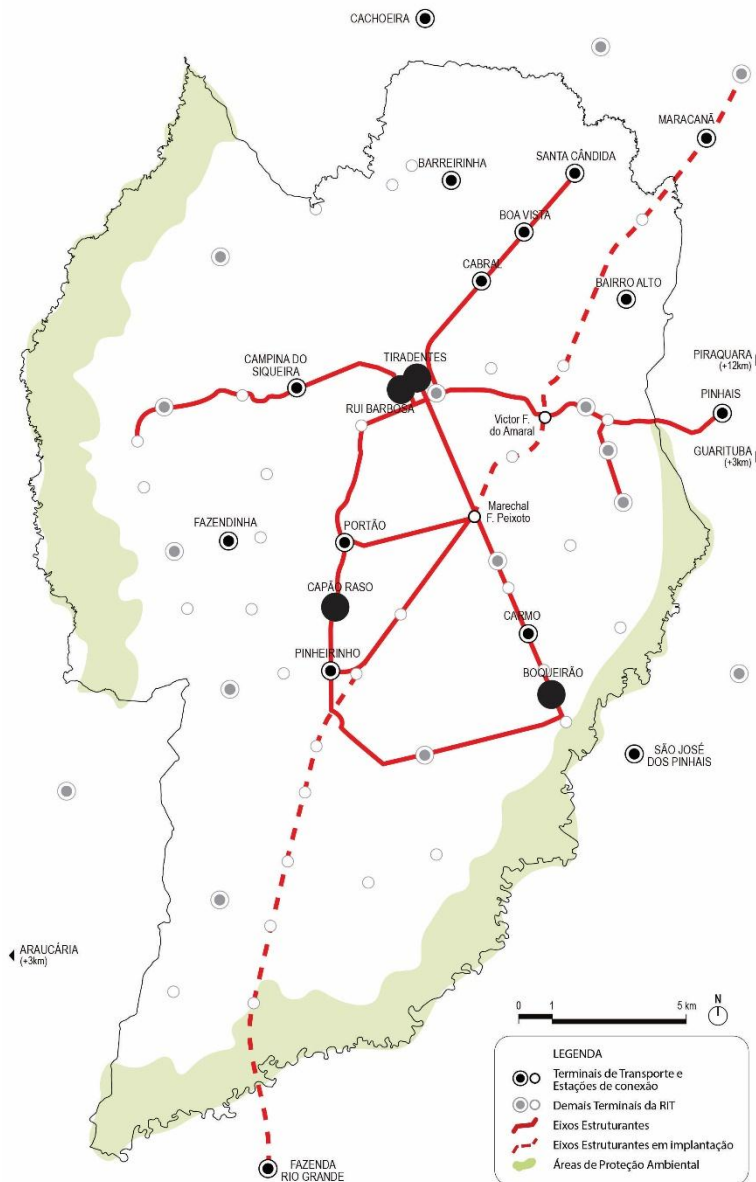 CACHOEIRA
MARACANÃ
SANTA CÂNDIDA
BARREIRINHA
BOA VISTA
CABRAL
BAIRRO ALTO
TIRADENTES
CAMPINA DO
SIQUEIRA
PIRAQUARA
(+12km)
PINHAIS
RUI BARBOSA
Victor F.
do Amaral
GUARITUBA
(+3km)
Marechal
F. Peixoto
FAZENDINHA
PORTÃO
CAPÃO RASO
CARMO
PINHEIRINHO
BOQUEIRÃO
SÃO JOSÉ
DOS PINHAIS
ARAUCÁRIA
(+3km)
0 1 5 km
N
LEGENDA
Terminais de Transporte e
Estações de conexão
Demais Terminais da RIT
Eixos Estruturantes
Eixos Estruturantes em implantação
Áreas de Proteção Ambiental
FAZENDA
RIO GRANDE